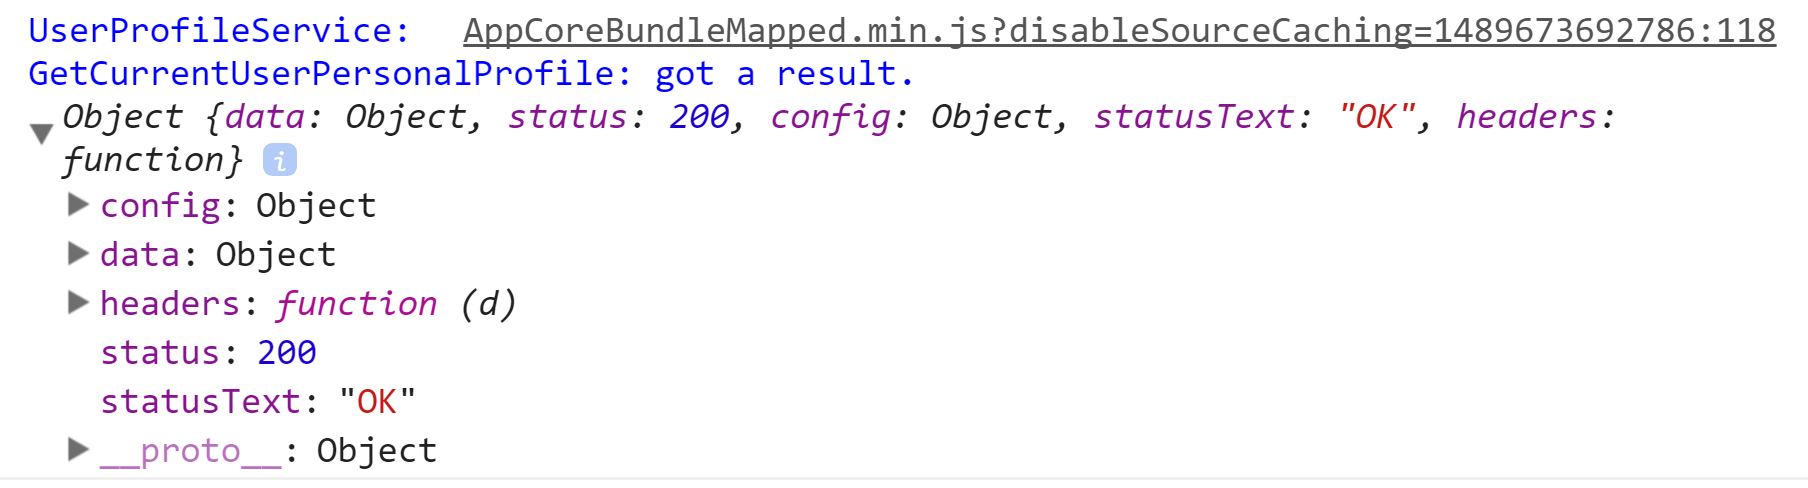 UserProfileService: AppCoreBundleMapped.min.js?disableSourceCaching=1489673692786:118
GetCurrentUserPersonalProfile: got a result.
Object {data: Object, status: 200, config: Object, statusText: "OK", headers:
function} i
config: Object
data: Object
headers: function (d)
status: 200
statusText: "OK"
__proto__: Object